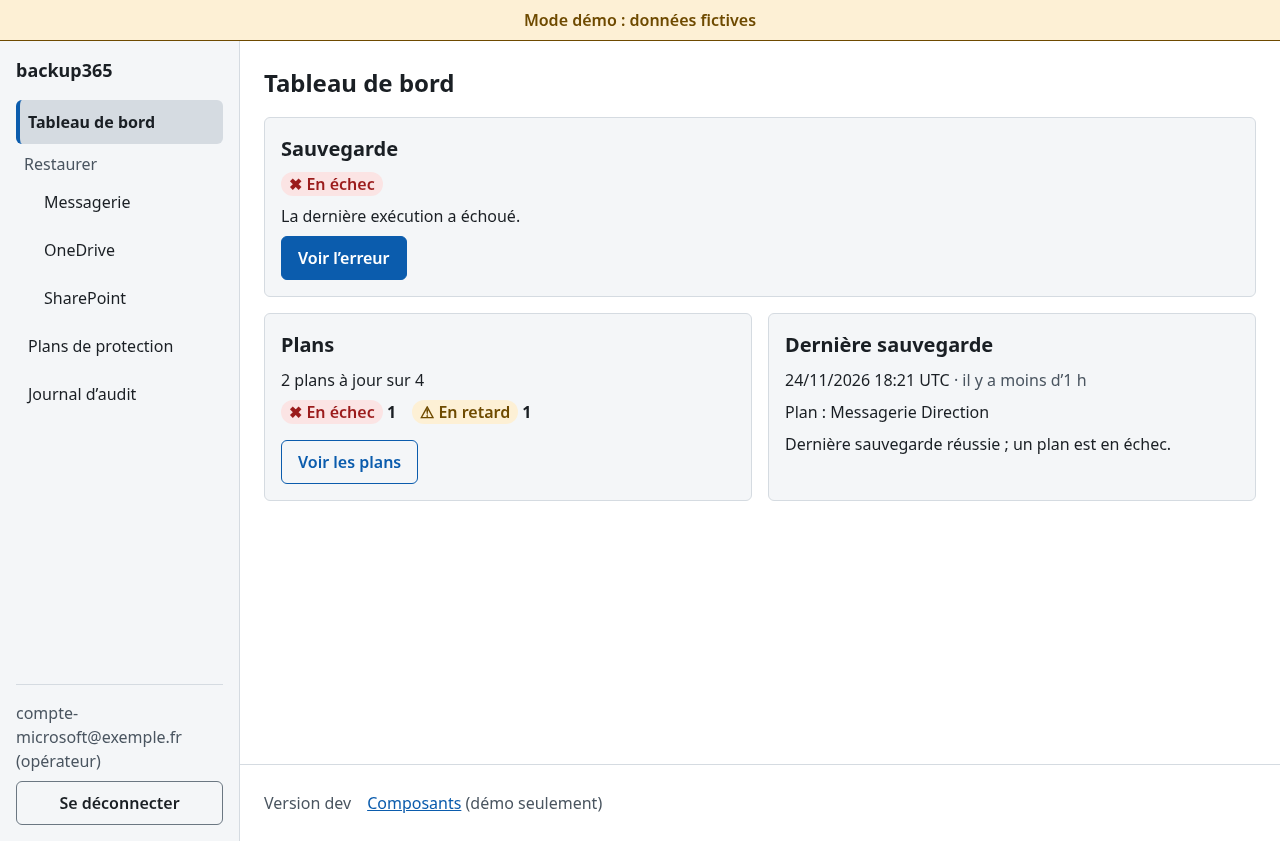 Mode démo : données fictives
backup365
Tableau de bord
Restaurer
Messagerie
OneDrive
SharePoint
Plans de protection
Journal d’audit
compte-
microsoft@exemple.fr
(opérateur)
Se déconnecter
Tableau de bord
Sauvegarde
✖ En échec
La dernière exécution a échoué.
Voir l’erreur
Plans
2 plans à jour sur 4
✖ En échec 1 ⚠ En retard 1
Voir les plans
Dernière sauvegarde
24/11/2026 18:21 UTC · il y a moins d’1 h
Plan : Messagerie Direction
Dernière sauvegarde réussie ; un plan est en échec.
Version dev Composants (démo seulement)